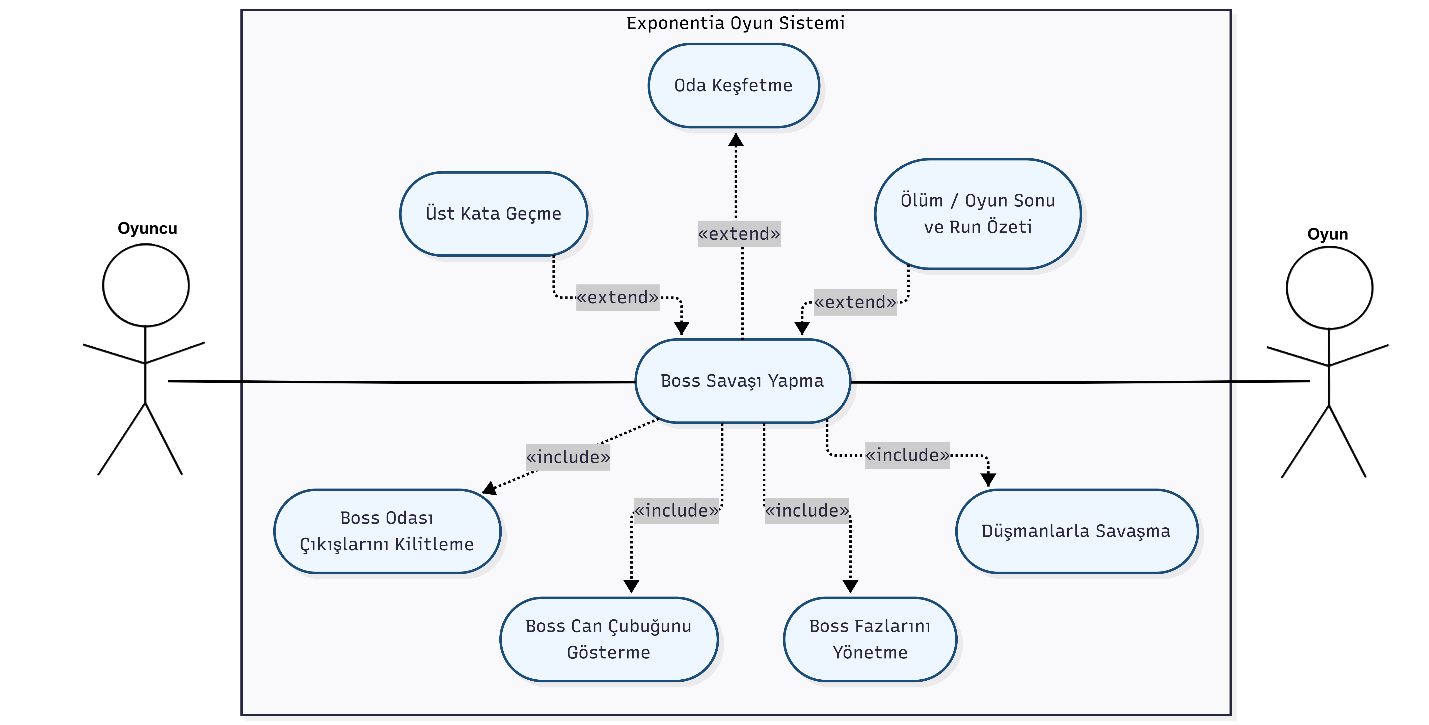 Exponentia Oyun Sistemi
Oda Keşfetme
Üst Kata Geçme
Ölüm / Oyun Sonu
ve Run Özeti
Oyuncu
Oyun
«extend»
«extend»
«extend»
Boss Savaşı Yapma
«include»
«include»
«include»
«include»
Boss Odası
Çıkışlarını Kilitleme
Düşmanlarla Savaşma
Boss Can Çubuğunu
Gösterme
Boss Fazlarını
Yönetme